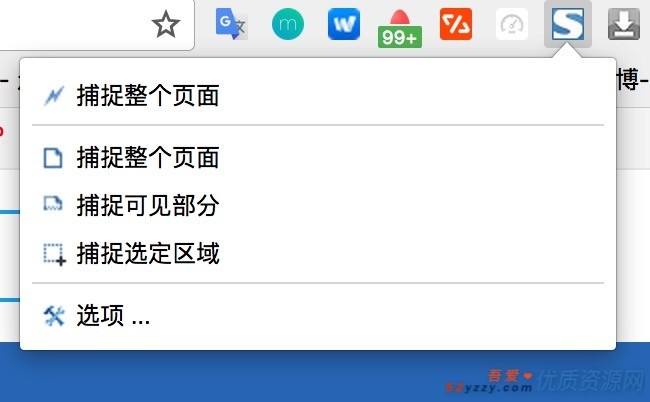 G 文
m
W
99+
S
博-
捕捉整个页面
捕捉整个页面
捕捉可见部分
捕捉选定区域
选项 ...
吾爱❤
52yzzy.com
优质资源网